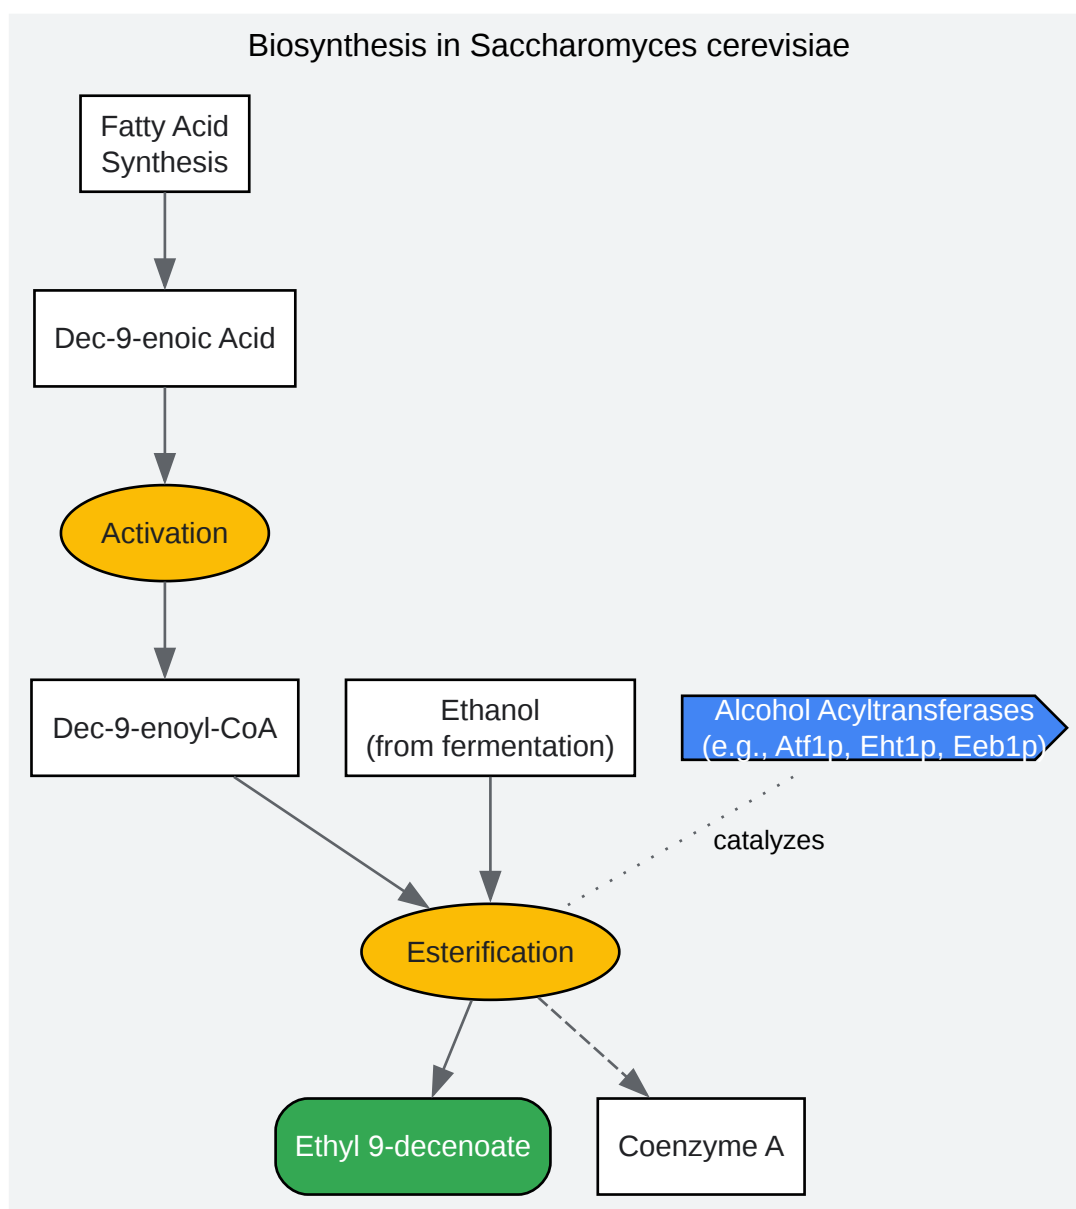 Biosynthesis in Saccharomyces cerevisiae
Fatty Acid
Synthesis
Dec-9-enoic Acid
Activation
Dec-9-enoyl-CoA
Ethanol
(from fermentation)
Alcohol Acyltransferases
(e.g., Atf1p, Eht1p, Eeb1p)
catalyzes
Esterification
Ethyl 9-decenoate
Coenzyme A